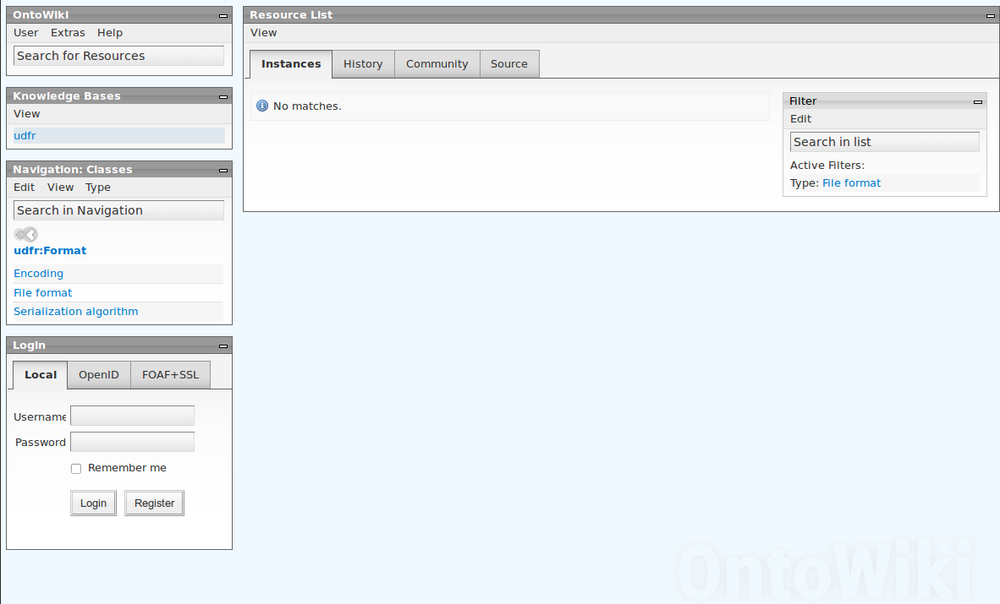 OntoWiki
User Extras Help
Search for Resources
Knowledge Bases
View
udfr
Navigation: Classes
Edit View Type
Search in Navigation
udfr:Format
Encoding
File format
Serialization algorithm
Login
Local OpenID FOAF+SSL
Username
Password
Remember me
Login Register
Resource List
View
Instances History Community Source
No matches.
Filter
Edit
Search in list
Active Filters:
Type: File format
OntoWiki